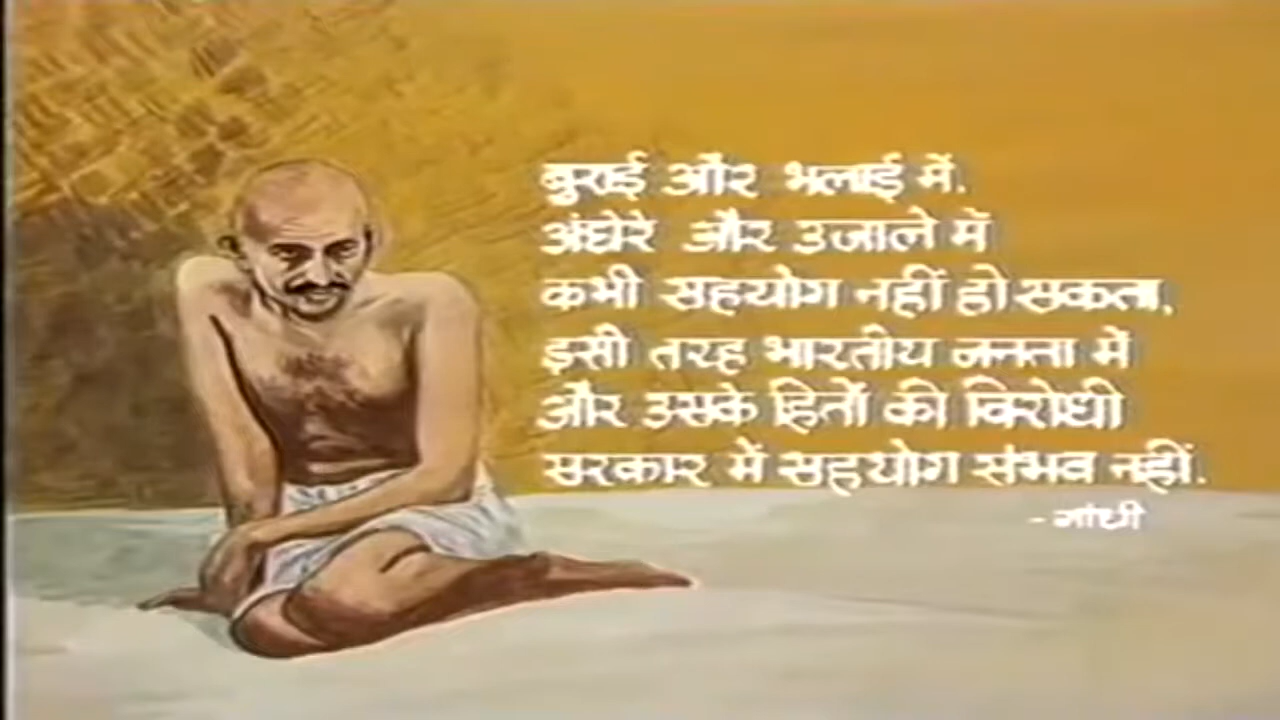 बुराई और भलाई में.
अंधेरे और उजाले में
कभी सहयोग नहीं हो सकता,
इसी तरह भारतीय जनता में
और उसके हितों की विरोधी
सरकार में सहयोग संभव नहीं.
- गांधी